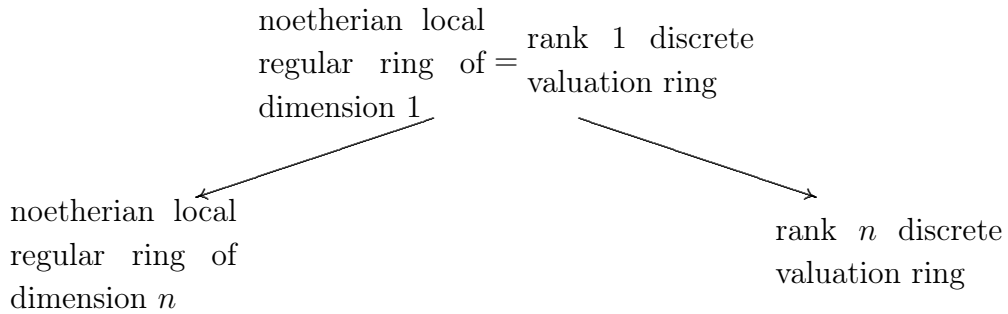 noetherian local
regular ring of
dimension 1
=
rank 1 discrete
valuation ring
noetherian local
regular ring of
dimension n
rank n discrete
valuation ring